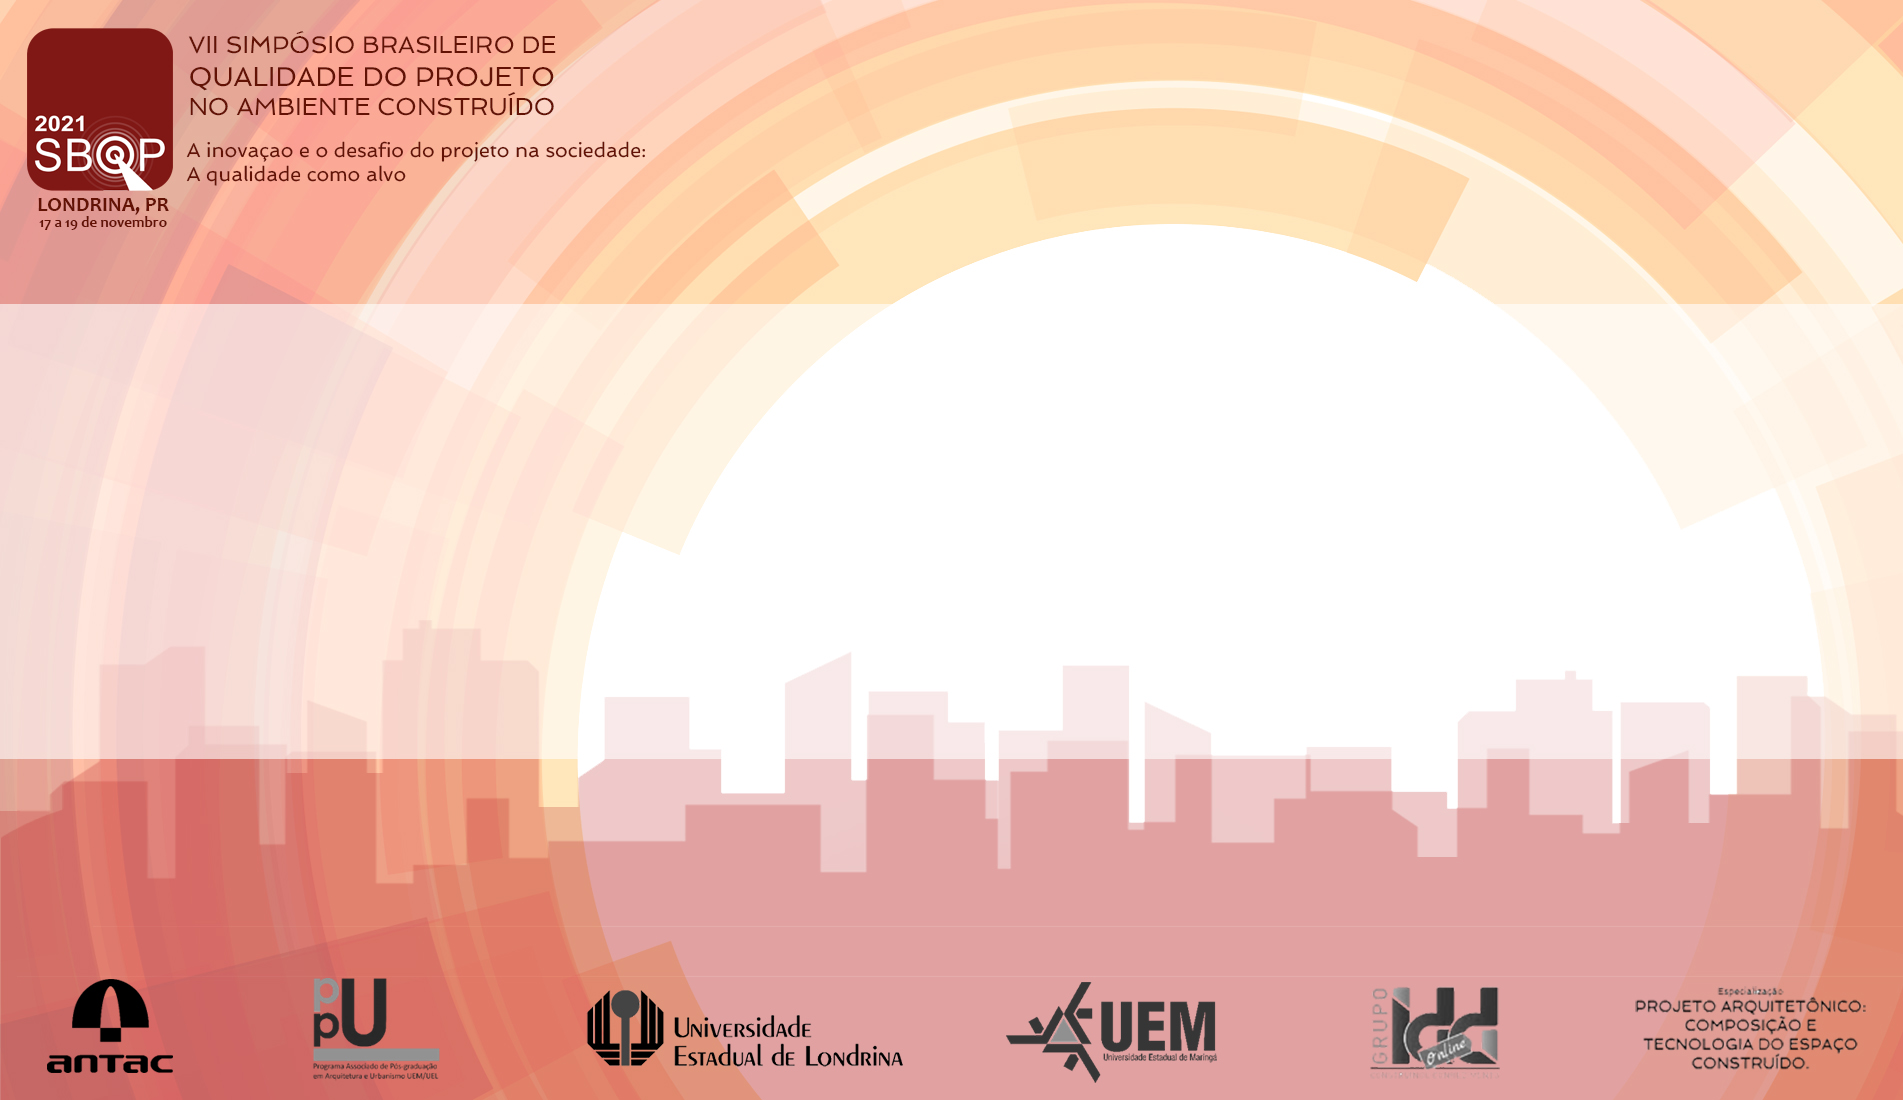 VII SIMPÓSIO BRASILEIRO DE
QUALIDADE DO PROJETO
NO AMBIENTE CONSTRUÍDO
A inovaçao e o desafio do projeto na sociedade:
A qualidade como alvo
2021
SBQP
LONDRINA, PR
17 a 19 de novembro
antac
ppU
Programa Associado de Pós-graduação
em Arquitetura e Urbanismo UEM/UEL
Universidade
Estadual de Londrina
UEM
Universidade Estadual de Maringá
GRUPO
idd
Online
Especialização
PROJETO ARQUITETÔNICO:
COMPOSIÇÃO E
TECNOLOGIA DO ESPAÇO
CONSTRUÍDO.